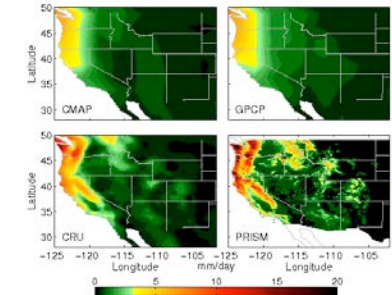 50
45
40
35
30
Latitude
CMAP
GPCP
50
45
40
35
30
Latitude
CRU
PRISM
-125 -120 -115 -110 -105 -125 -120 -115 -110 -105
Longitude mm/day Longitude
0 5 10 15 20